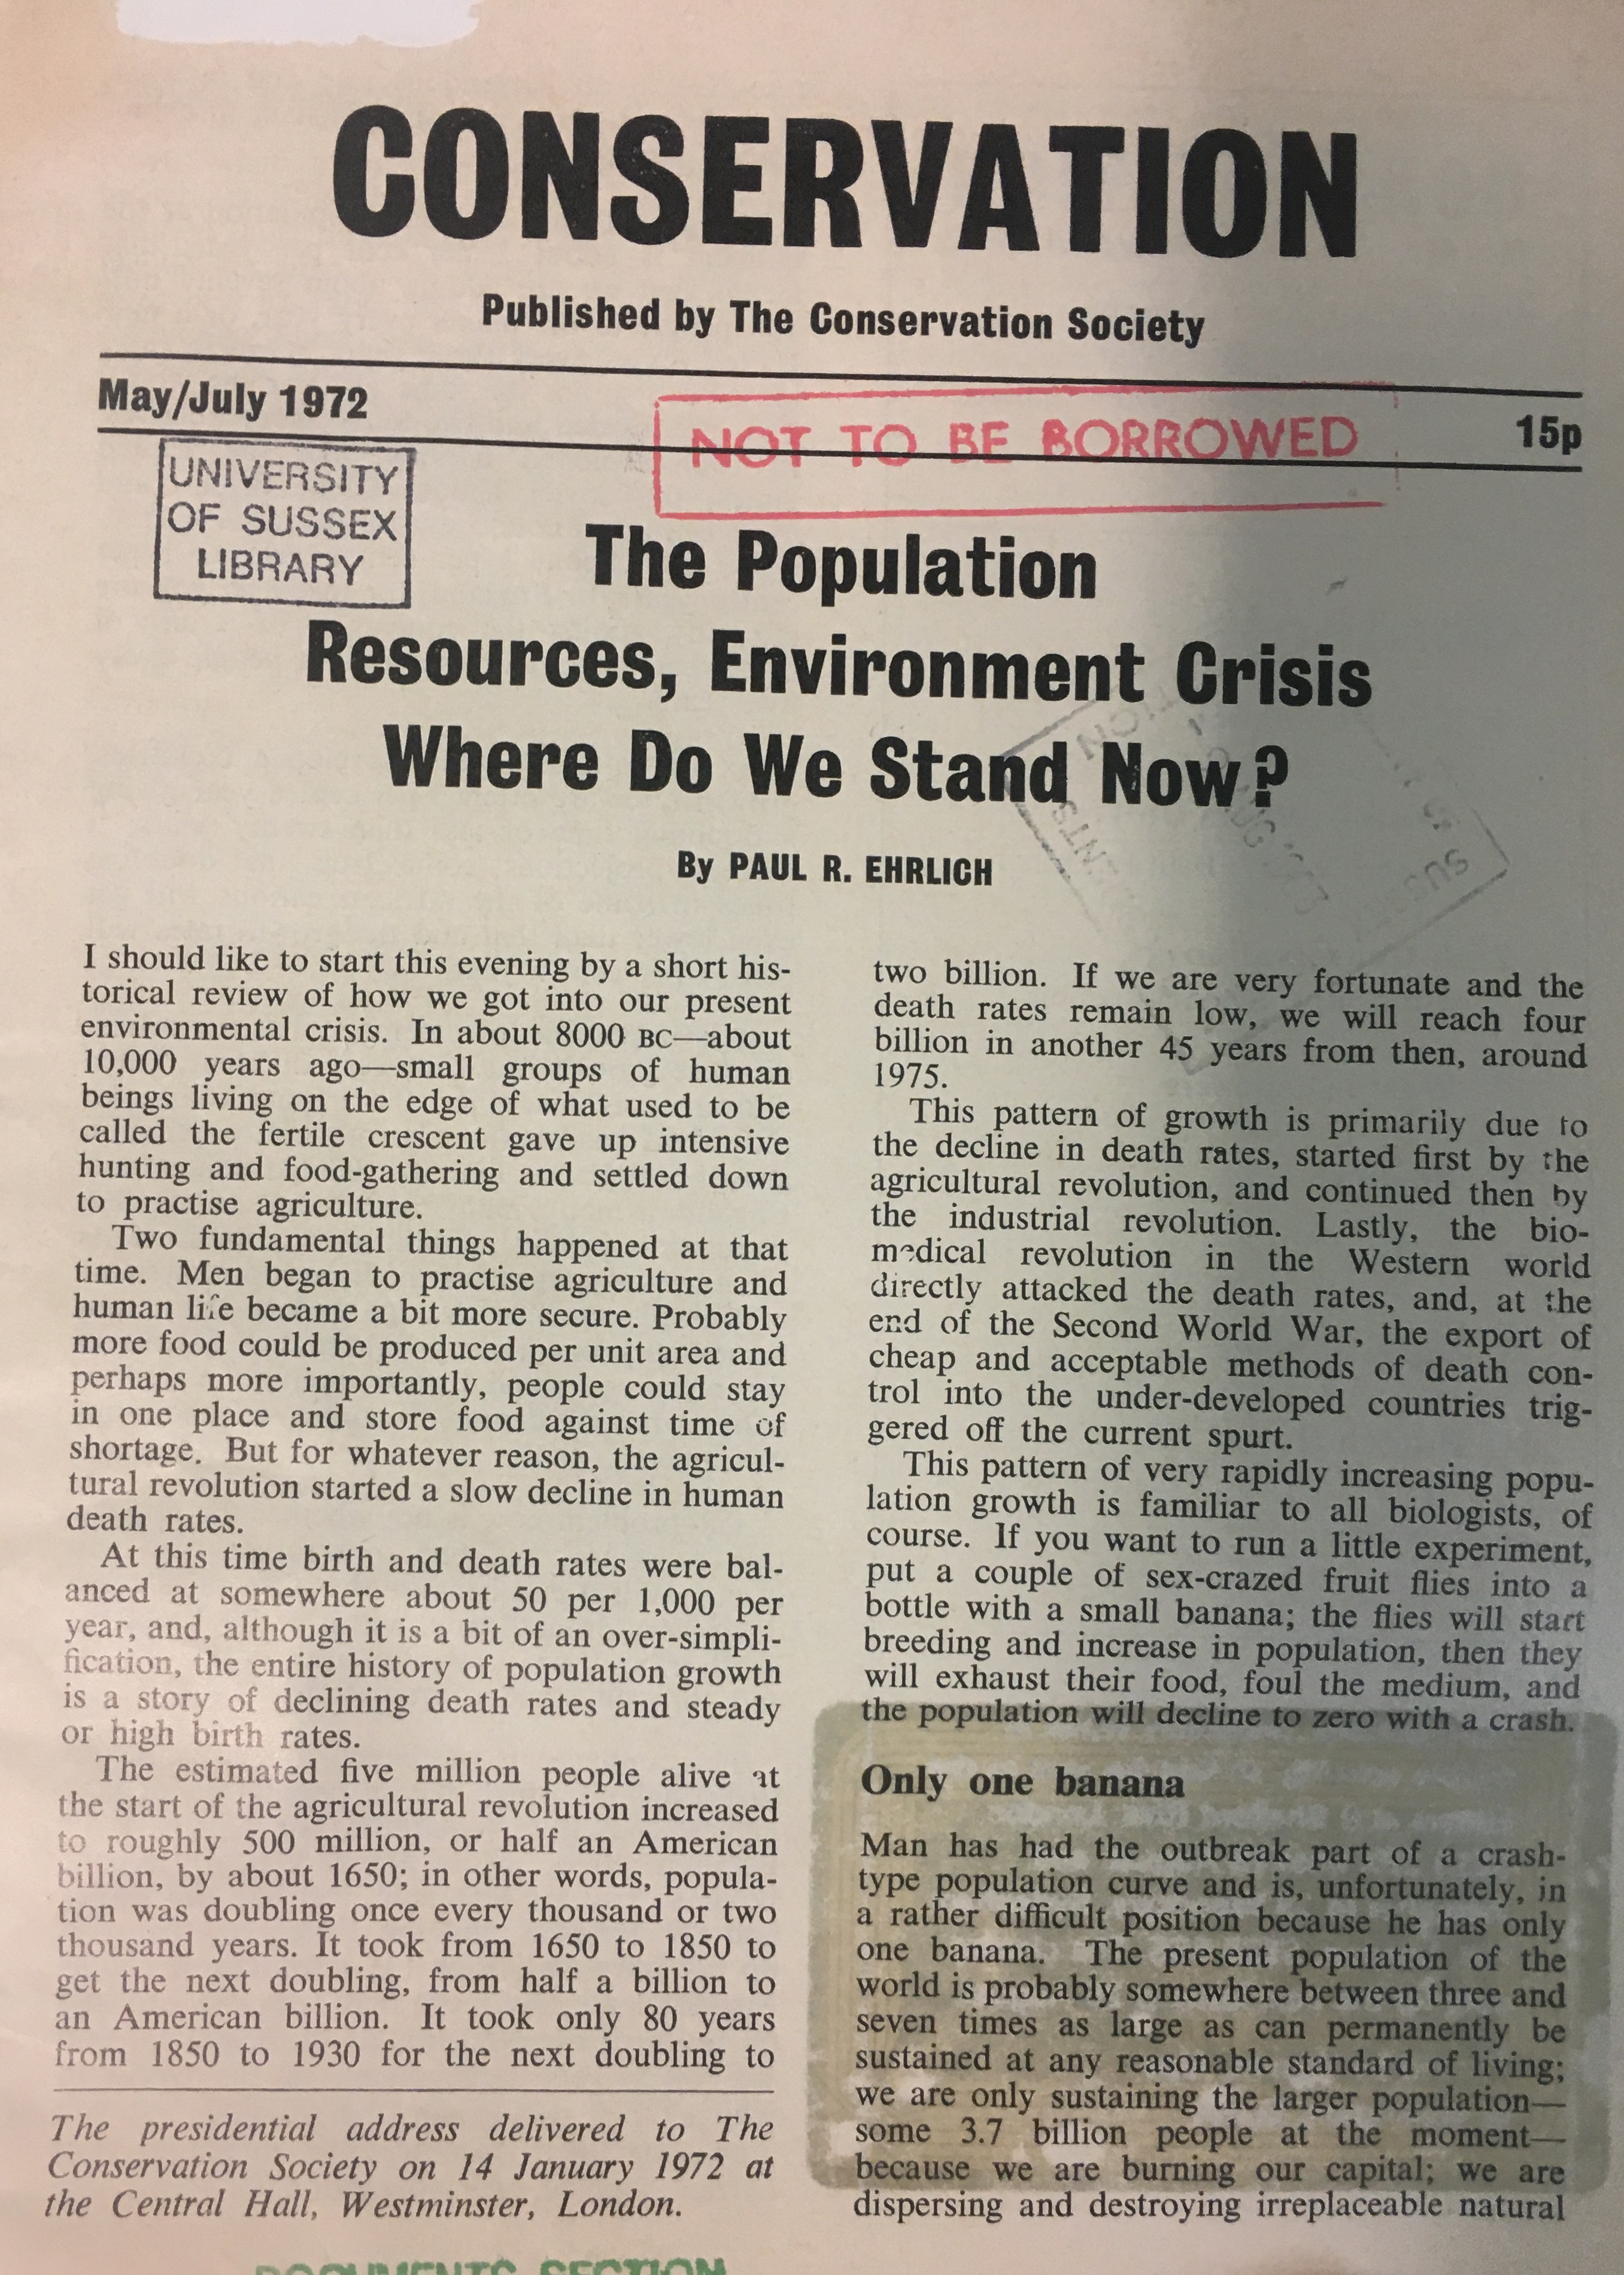 CONSERVATION
Published by The Conservation Society
May/July 1972
15p
NOT TO BE BORROWED
UNIVERSITY
OF SUSSEX
LIBRARY
The Population
Resources, Environment Crisis
Where Do We Stand Now?
By PAUL R. EHRLICH
I should like to start this evening by a short his-
torical review of how we got into our present
environmental crisis. In about 8000 BC—about
10,000 years ago—small groups of human
beings living on the edge of what used to be
called the fertile crescent gave up intensive
hunting and food-gathering and settled down
to practise agriculture.
Two fundamental things happened at that
time. Men began to practise agriculture and
human life became a bit more secure. Probably
more food could be produced per unit area and
perhaps more importantly, people could stay
in one place and store food against time of
shortage. But for whatever reason, the agricul-
tural revolution started a slow decline in human
death rates.
At this time birth and death rates were bal-
anced at somewhere about 50 per 1,000 per
year, and, although it is a bit of an over-simpli-
fication, the entire history of population growth
is a story of declining death rates and steady
or high birth rates.
The estimated five million people alive at
the start of the agricultural revolution increased
to roughly 500 million, or half an American
billion, by about 1650; in other words, popula-
tion was doubling once every thousand or two
thousand years. It took from 1650 to 1850 to
get the next doubling, from half a billion to
an American billion. It took only 80 years
from 1850 to 1930 for the next doubling to
The presidential address delivered to The
Conservation Society on 14 January 1972 at
the Central Hall, Westminster, London.
two billion. If we are very fortunate and the
death rates remain low, we will reach four
billion in another 45 years from then, around
1975.
This pattern of growth is primarily due to
the decline in death rates, started first by the
agricultural revolution, and continued then by
the industrial revolution. Lastly, the bio-
medical revolution in the Western world
directly attacked the death rates, and, at the
end of the Second World War, the export of
cheap and acceptable methods of death con-
trol into the under-developed countries trig-
gered off the current spurt.
This pattern of very rapidly increasing popu-
lation growth is familiar to all biologists, of
course. If you want to run a little experiment,
put a couple of sex-crazed fruit flies into a
bottle with a small banana; the flies will start
breeding and increase in population, then they
will exhaust their food, foul the medium, and
the population will decline to zero with a crash.
Only one banana
Man has had the outbreak part of a crash-
type population curve and is, unfortunately, in
a rather difficult position because he has only
one banana. The present population of the
world is probably somewhere between three and
seven times as large as can permanently be
sustained at any reasonable standard of living;
we are only sustaining the larger population—
some 3.7 billion people at the moment—
because we are burning our capital; we are
dispersing and destroying irreplaceable natural
DOCUMENTS SECTION